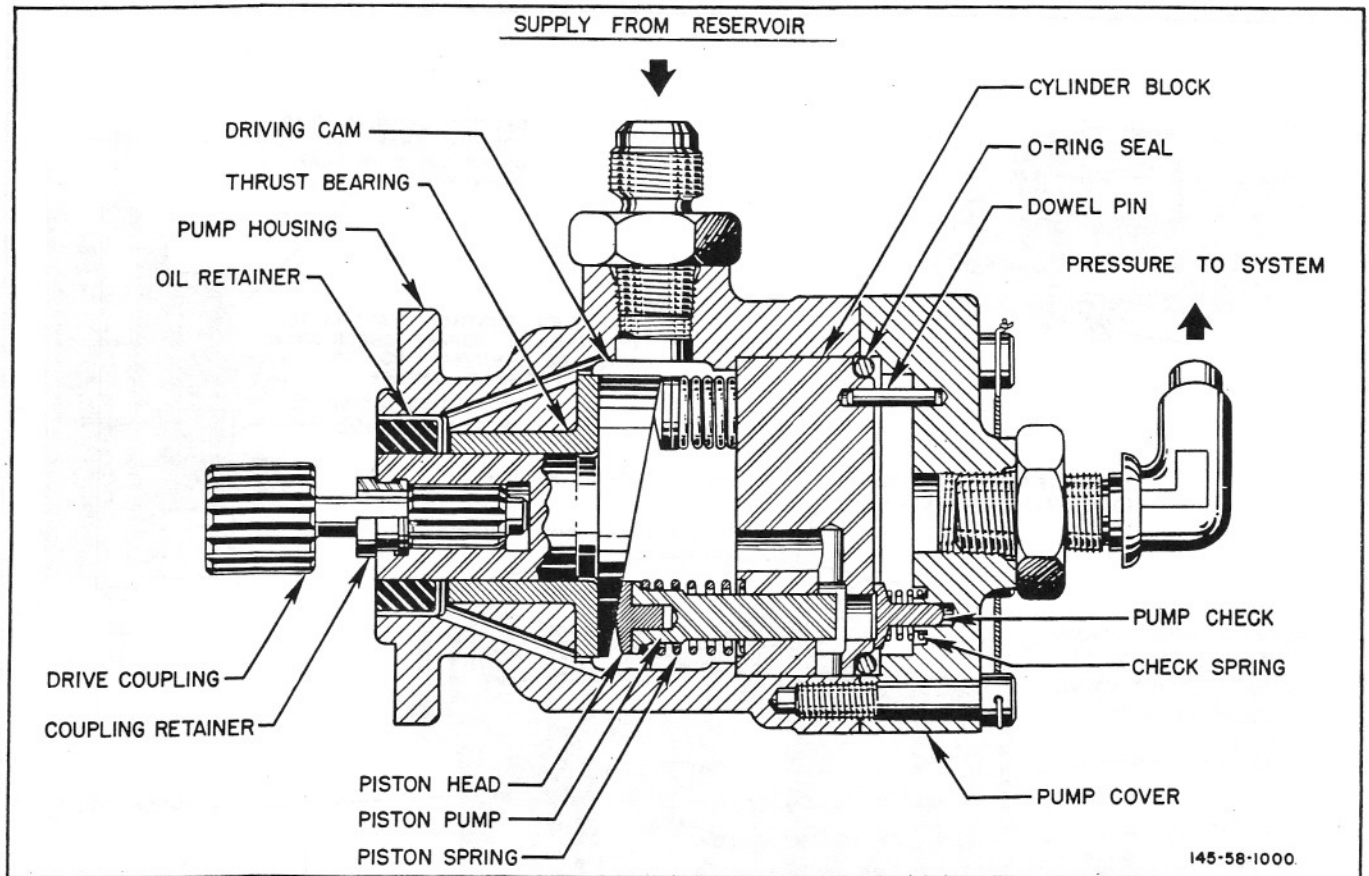 SUPPLY FROM RESERVOIR
DRIVING CAM
THRUST BEARING
PUMP HOUSING
OIL RETAINER
CYLINDER BLOCK
O-RING SEAL
DOWEL PIN
PRESSURE TO SYSTEM
DRIVE COUPLING
COUPLING RETAINER
PISTON HEAD
PISTON PUMP
PISTON SPRING
PUMP CHECK
CHECK SPRING
PUMP COVER
145-58-1000.